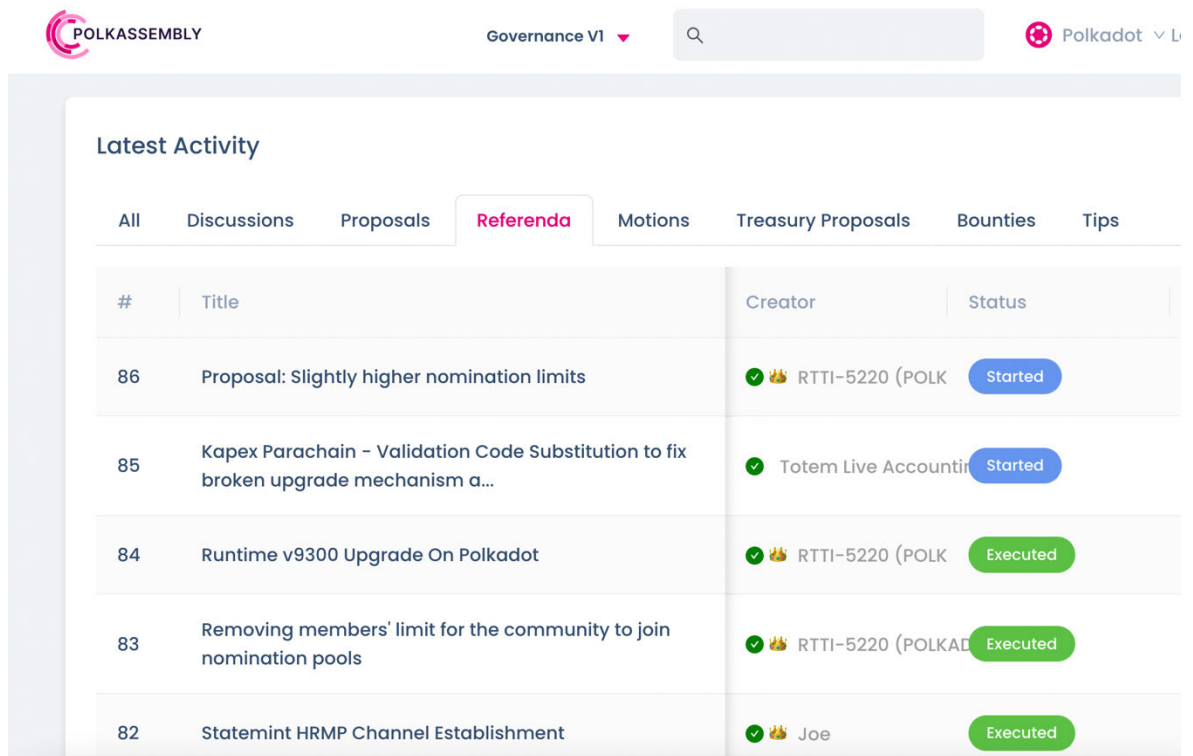 POLKASSEMBLY
Governance V1
Polkadot
Latest Activity
All Discussions Proposals Referenda Motions Treasury Proposals Bounties Tips
# Title Creator Status
86 Proposal: Slightly higher nomination limits RTTI-5220 (POLK Started
Kapex Parachain - Validation Code Substitution to fix
85 broken upgrade mechanism a... Totem Live Accountin Started
84 Runtime v9300 Upgrade On Polkadot RTTI-5220 (POLK Executed
Removing members' limit for the community to join
83 nomination pools RTTI-5220 (POLKAD Executed
82 Statemint HRMP Channel Establishment Joe Executed